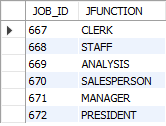 JOB_ID JFUNCTION
667 CLERK
668 STAFF
669 ANALYSIS
670 SALESPERSON
671 MANAGER
672 PRESIDENT